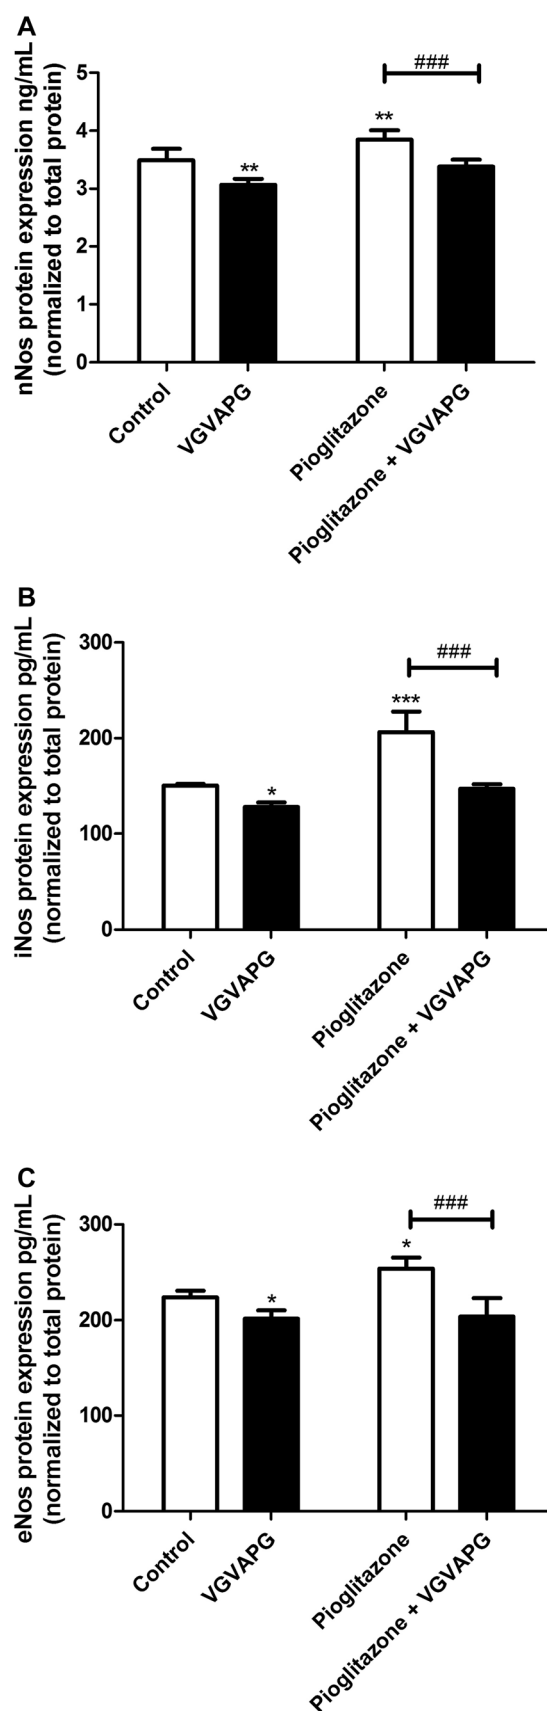 A
nNos protein expression ng/mL
(normalized to total protein)
5
4
3
2
1
0
**
**
###
Control
VGVAPG
Pioglitazone
Pioglitazone + VGVAPG
B
iNos protein expression pg/mL
(normalized to total protein)
300
200
100
0
*
***
###
Control
VGVAPG
Pioglitazone
Pioglitazone + VGVAPG
C
eNos protein expression pg/mL
(normalized to total protein)
300
200
100
0
*
*
###
Control
VGVAPG
Pioglitazone
Pioglitazone + VGVAPG